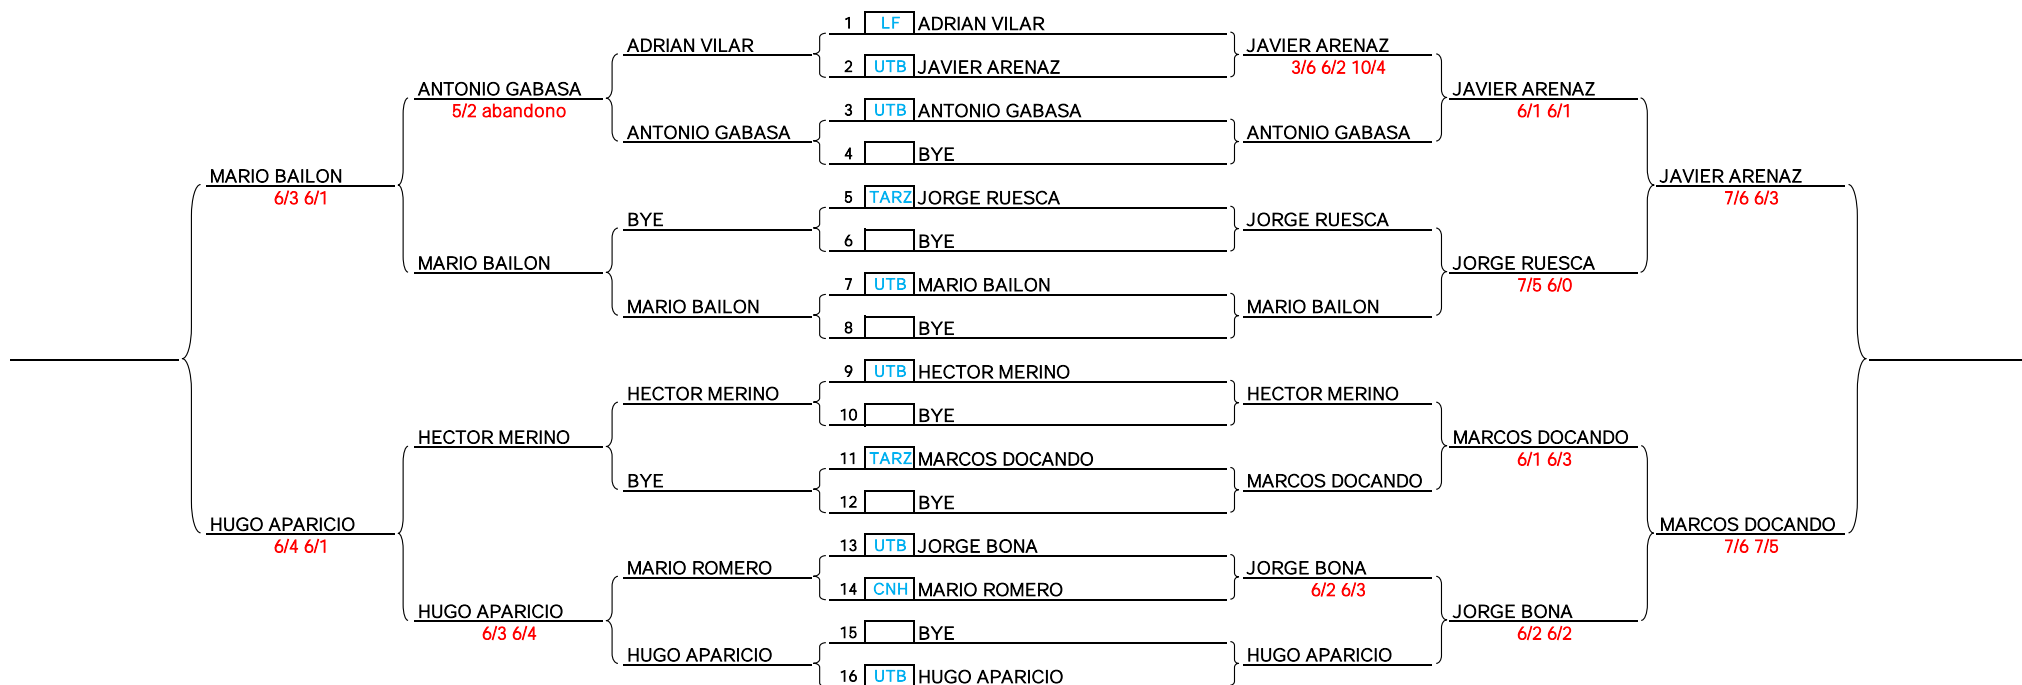 1 LF ADRIAN VILAR
ADRIAN VILAR JAVIER ARENAZ
2 UTB JAVIER ARENAZ 3/6 6/2 10/4
ANTONIO GABASA JAVIER ARENAZ
5/2 abandono 3 UTB ANTONIO GABASA 6/1 6/1
ANTONIO GABASA ANTONIO GABASA
4 BYE
MARIO BAILON JAVIER ARENAZ
6/3 6/1 5 TARZ JORGE RUESCA 7/6 6/3
BYE JORGE RUESCA
6 BYE
MARIO BAILON JORGE RUESCA
7 UTB MARIO BAILON 7/5 6/0
MARIO BAILON MARIO BAILON
8 BYE
9 UTB HECTOR MERINO
HECTOR MERINO HECTOR MERINO
10 BYE
HECTOR MERINO MARCOS DOCANDO
11 TARZ MARCOS DOCANDO 6/1 6/3
BYE MARCOS DOCANDO
12 BYE
HUGO APARICIO MARCOS DOCANDO
6/4 6/1 13 UTB JORGE BONA 7/6 7/5
MARIO ROMERO JORGE BONA
14 CNH MARIO ROMERO 6/2 6/3
HUGO APARICIO JORGE BONA
6/3 6/4 15 BYE 6/2 6/2
HUGO APARICIO HUGO APARICIO
16 UTB HUGO APARICIO